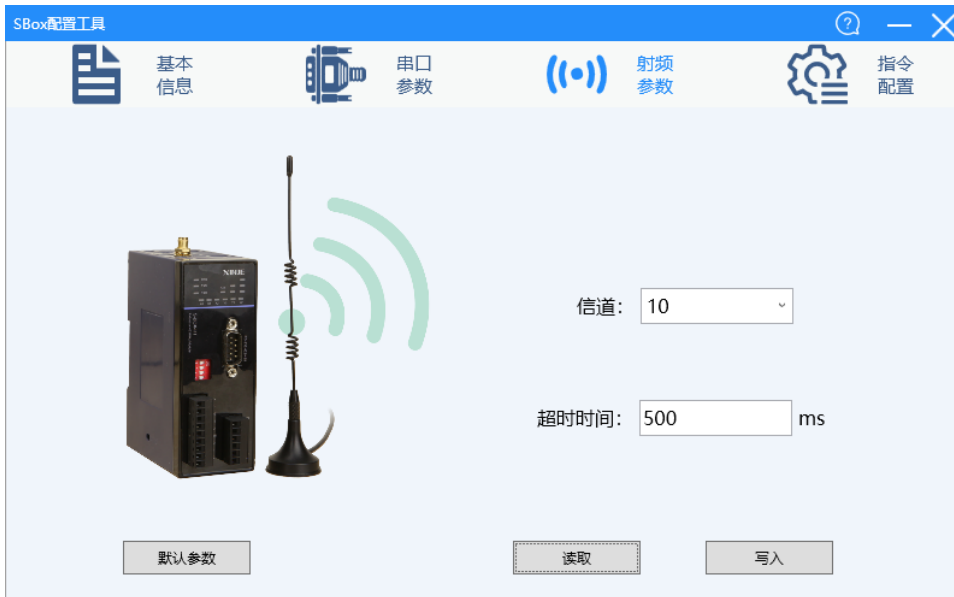 SBox配置工具
基本
信息
串口
参数
射频
参数
指令
配置
信道： 10
超时时间： 500 ms
默认参数
读取
写入